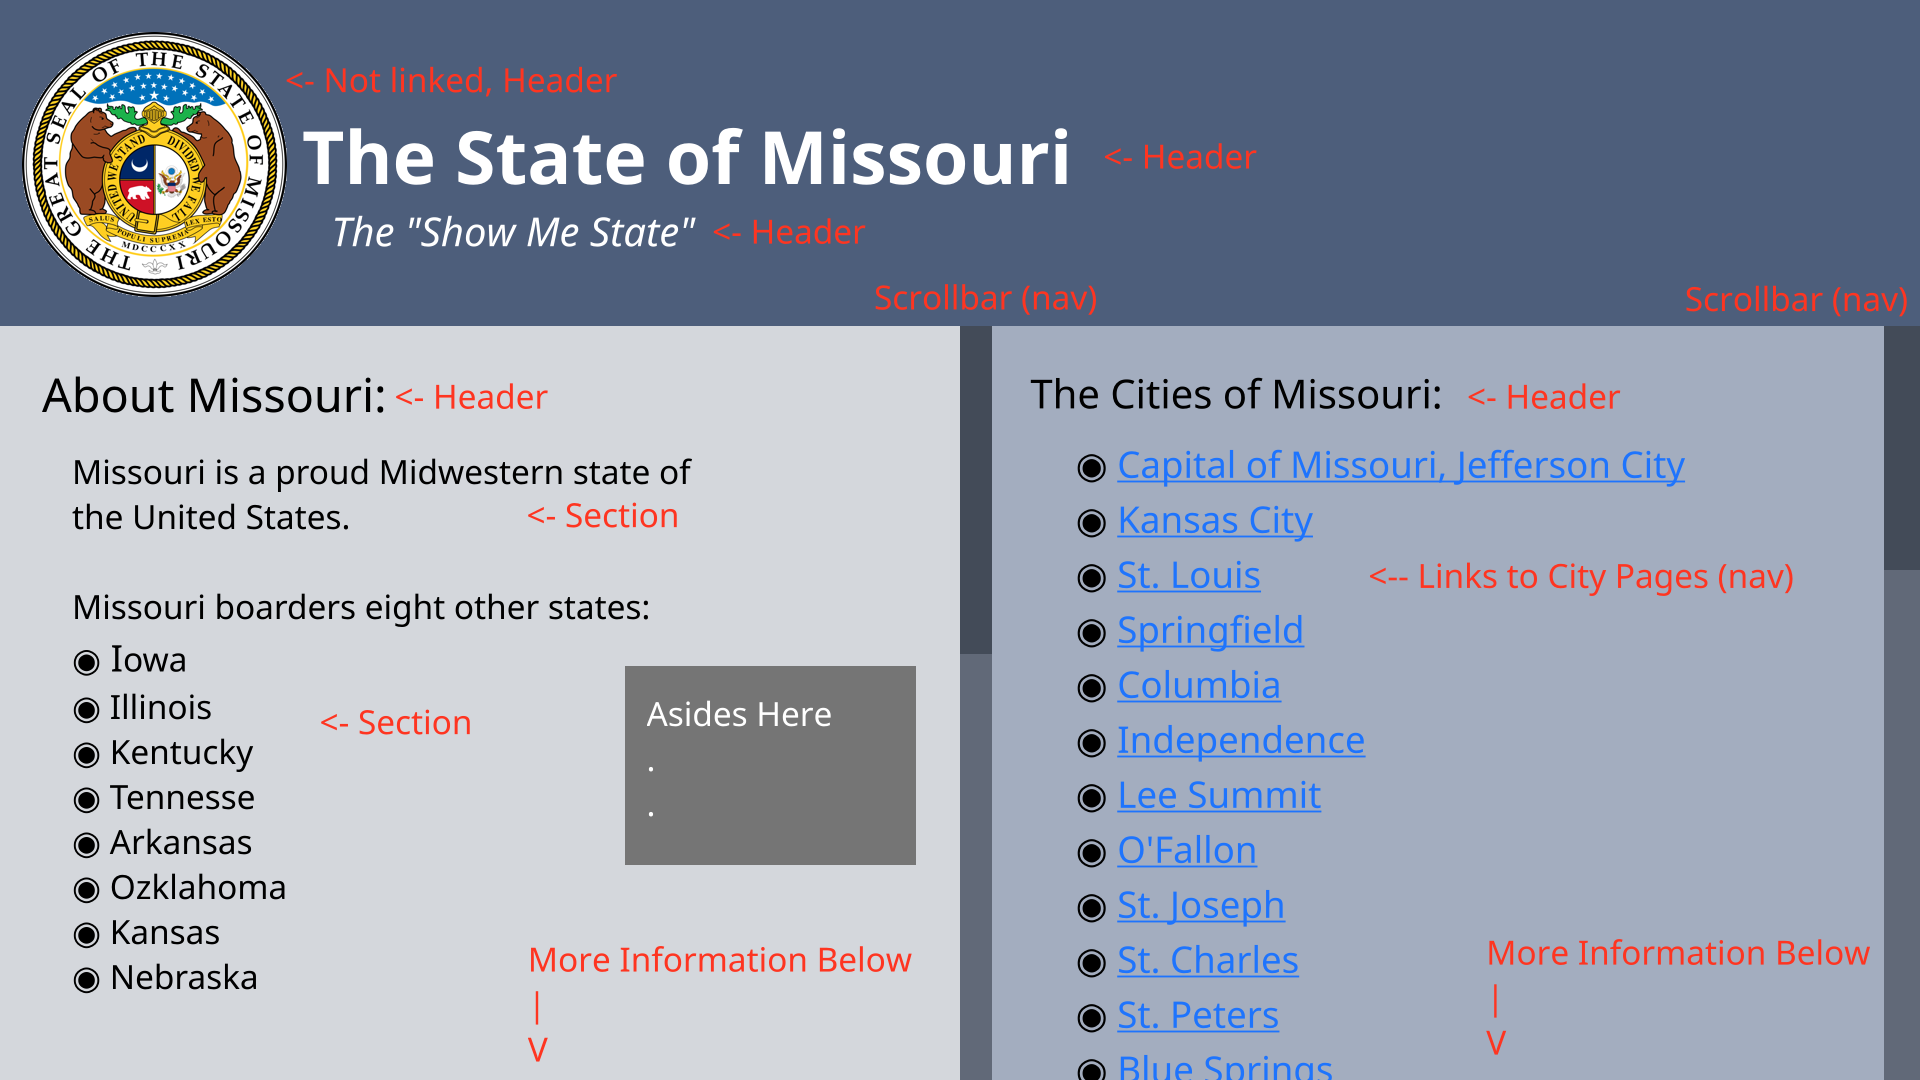 THE GREAT SEAL OF THE STATE OF MISSOURI
UNITED WE STAND DIVIDED WE FALL
SALUS POPULI SUPREMA LEX ESTO
MDCCCXX
<- Not linked, Header
The State of Missouri <- Header
The "Show Me State" <- Header
Scrollbar (nav)
Scrollbar (nav)
About Missouri: <- Header
Missouri is a proud Midwestern state of
the United States. <- Section
Missouri boarders eight other states:
◉ Iowa
◉ Illinois
<- Section
◉ Kentucky
◉ Tennesse
◉ Arkansas
◉ Ozklahoma
◉ Kansas
◉ Nebraska
Asides Here
.
.
More Information Below
|
V
The Cities of Missouri: <- Header
◉ Capital of Missouri, Jefferson City
◉ Kansas City
◉ St. Louis <-- Links to City Pages (nav)
◉ Springfield
◉ Columbia
◉ Independence
◉ Lee Summit
◉ O'Fallon
◉ St. Joseph
◉ St. Charles
◉ St. Peters
◉ Blue Springs
More Information Below
|
V